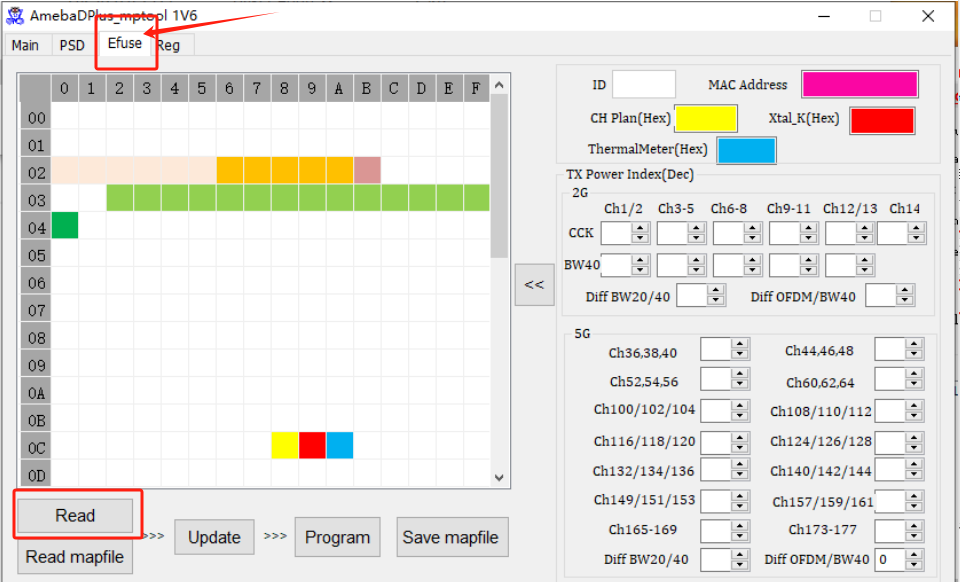 AmebaDPlus_mptool 1V6
Main PSD Efuse Reg
0 1 2 3 4 5 6 7 8 9 A B C D E F
00
01
02
03
04
05
06
07
08
09
0A
0B
0C
0D
Read
Read mapfile
>>> Update >>> Program Save mapfile
<<
ID MAC Address
CH Plan(Hex) Xtal_K(Hex)
ThermalMeter(Hex)
TX Power Index(Dec)
2G
Ch1/2 Ch3-5 Ch6-8 Ch9-11 Ch12/13 Ch14
CCK
BW40
Diff BW20/40 Diff OFDM/BW40
5G
Ch36,38,40 Ch44,46,48
Ch52,54,56 Ch60,62,64
Ch100/102/104 Ch108/110/112
Ch116/118/120 Ch124/126/128
Ch132/134/136 Ch140/142/144
Ch149/151/153 Ch157/159/161
Ch165-169 Ch173-177
Diff BW20/40 Diff OFDM/BW40 0